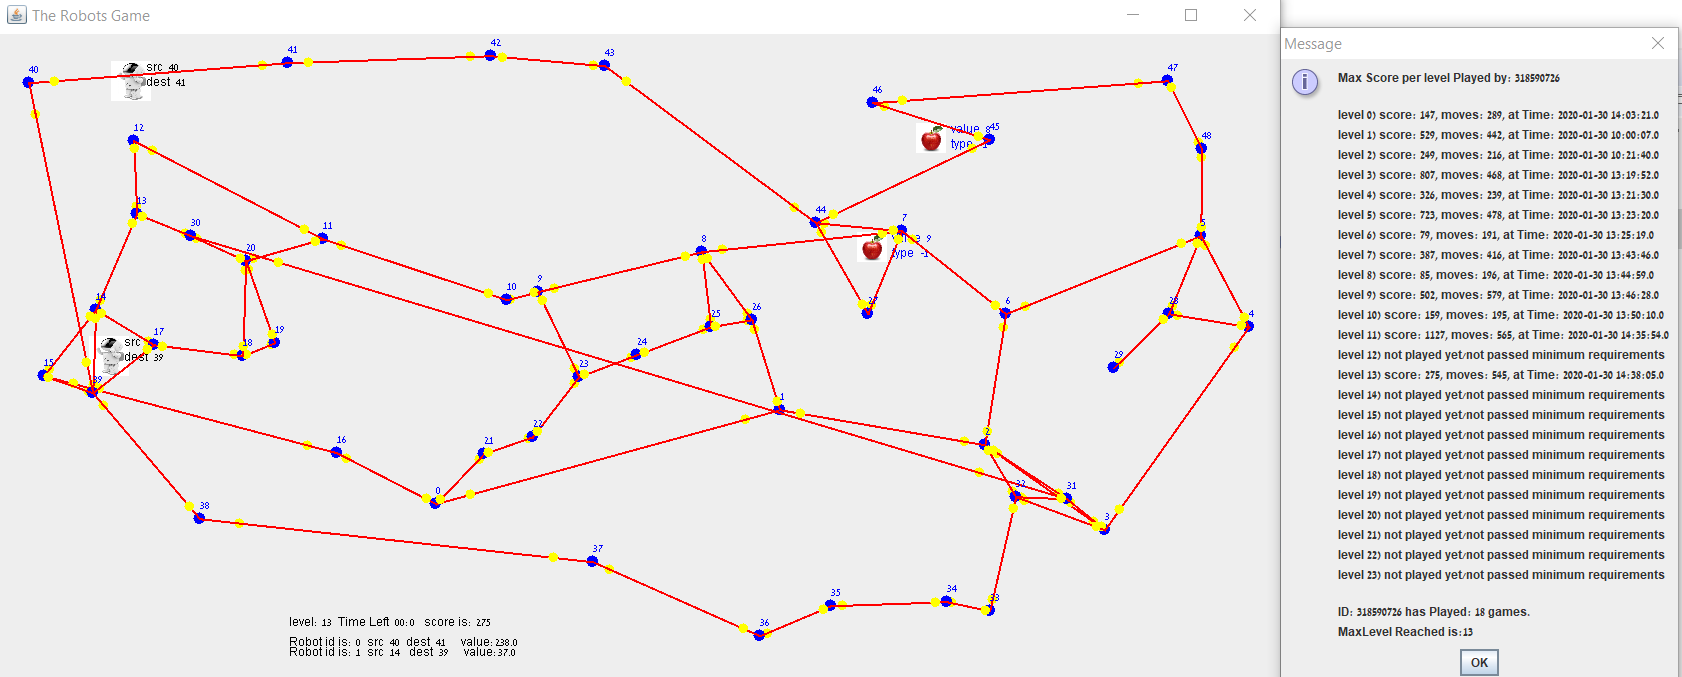 The Robots Game
Message
40
41
42
43
src 40
dest 41
12
13
30
11
20
14
src
dest 39
15
39
17
18
19
10
9
8
16
21
22
23
24
25
26
0
1
38
37
36
35
34
33
32
31
3
2
46
45
value 8
type -1
47
48
44
7
9
type -1
27
6
5
28
29
4
level: 13 Time Left 00:0 score is: 275
Robot id is: 0 src 40 dest 41 value:238.0
Robot id is: 1 src 14 dest 39 value:37.0
Max Score per level Played by: 318590726
level 0) score: 147, moves: 289, at Time: 2020-01-30 14:03:21.0
level 1) score: 529, moves: 442, at Time: 2020-01-30 10:00:07.0
level 2) score: 249, moves: 216, at Time: 2020-01-30 10:21:40.0
level 3) score: 807, moves: 468, at Time: 2020-01-30 13:19:52.0
level 4) score: 326, moves: 239, at Time: 2020-01-30 13:21:30.0
level 5) score: 723, moves: 478, at Time: 2020-01-30 13:23:20.0
level 6) score: 79, moves: 191, at Time: 2020-01-30 13:25:19.0
level 7) score: 387, moves: 416, at Time: 2020-01-30 13:43:46.0
level 8) score: 85, moves: 196, at Time: 2020-01-30 13:44:59.0
level 9) score: 502, moves: 579, at Time: 2020-01-30 13:46:28.0
level 10) score: 159, moves: 195, at Time: 2020-01-30 13:50:10.0
level 11) score: 1127, moves: 565, at Time: 2020-01-30 14:35:54.0
level 12) not played yet/not passed minimum requirements
level 13) score: 275, moves: 545, at Time: 2020-01-30 14:38:05.0
level 14) not played yet/not passed minimum requirements
level 15) not played yet/not passed minimum requirements
level 16) not played yet/not passed minimum requirements
level 17) not played yet/not passed minimum requirements
level 18) not played yet/not passed minimum requirements
level 19) not played yet/not passed minimum requirements
level 20) not played yet/not passed minimum requirements
level 21) not played yet/not passed minimum requirements
level 22) not played yet/not passed minimum requirements
level 23) not played yet/not passed minimum requirements
ID: 318590726 has Played: 18 games.
MaxLevel Reached is:13
OK